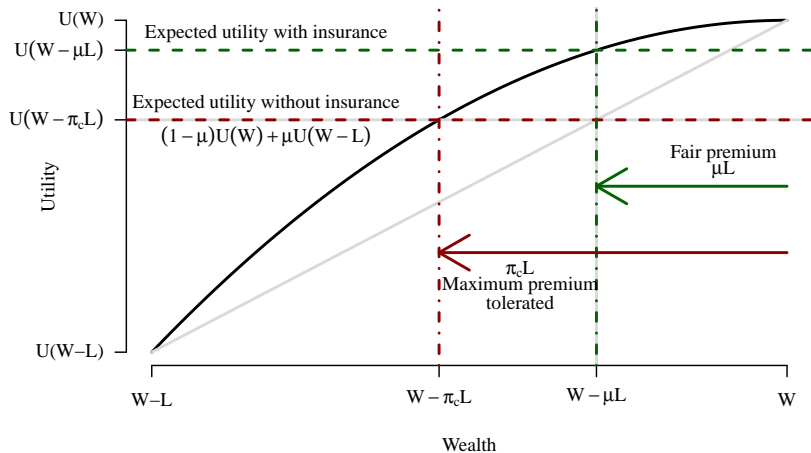 U(W)
Expected utility with insurance
U(W − μL)
Expected utility without insurance
U(W − π_cL)
(1 − μ)U(W) + μU(W − L)
Fair premium
μL
Utility
π_cL
Maximum premium
tolerated
U(W−L)
W−L
W − π_cL
W − μL
W
Wealth